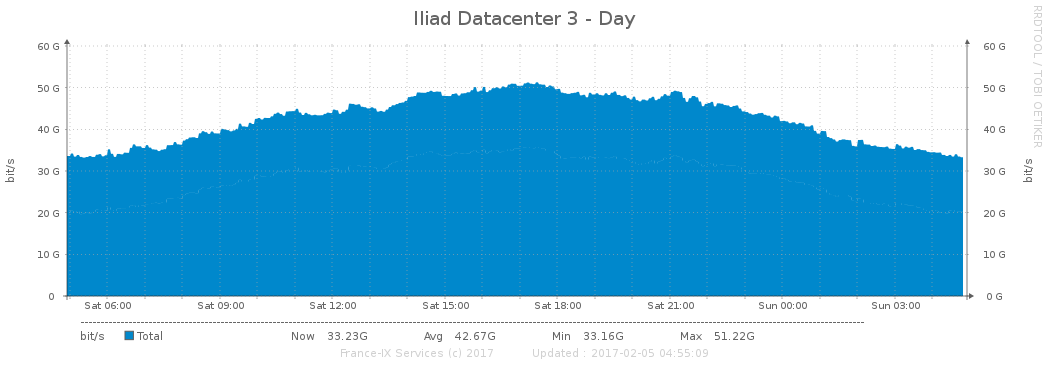 Iliad Datacenter 3 - Day
RRDTOOL / TOBI OETIKER
60 G 60 G
50 G 50 G
40 G 40 G
30 G 30 G
20 G 20 G
10 G 10 G
0 0 G
bit/s bit/s
Sat 06:00 Sat 09:00 Sat 12:00 Sat 15:00 Sat 18:00 Sat 21:00 Sun 00:00 Sun 03:00
bit/s Total Now 33.23G Avg 42.67G Min 33.16G Max 51.22G
France-IX Services (c) 2017 Updated : 2017-02-05 04:55:09